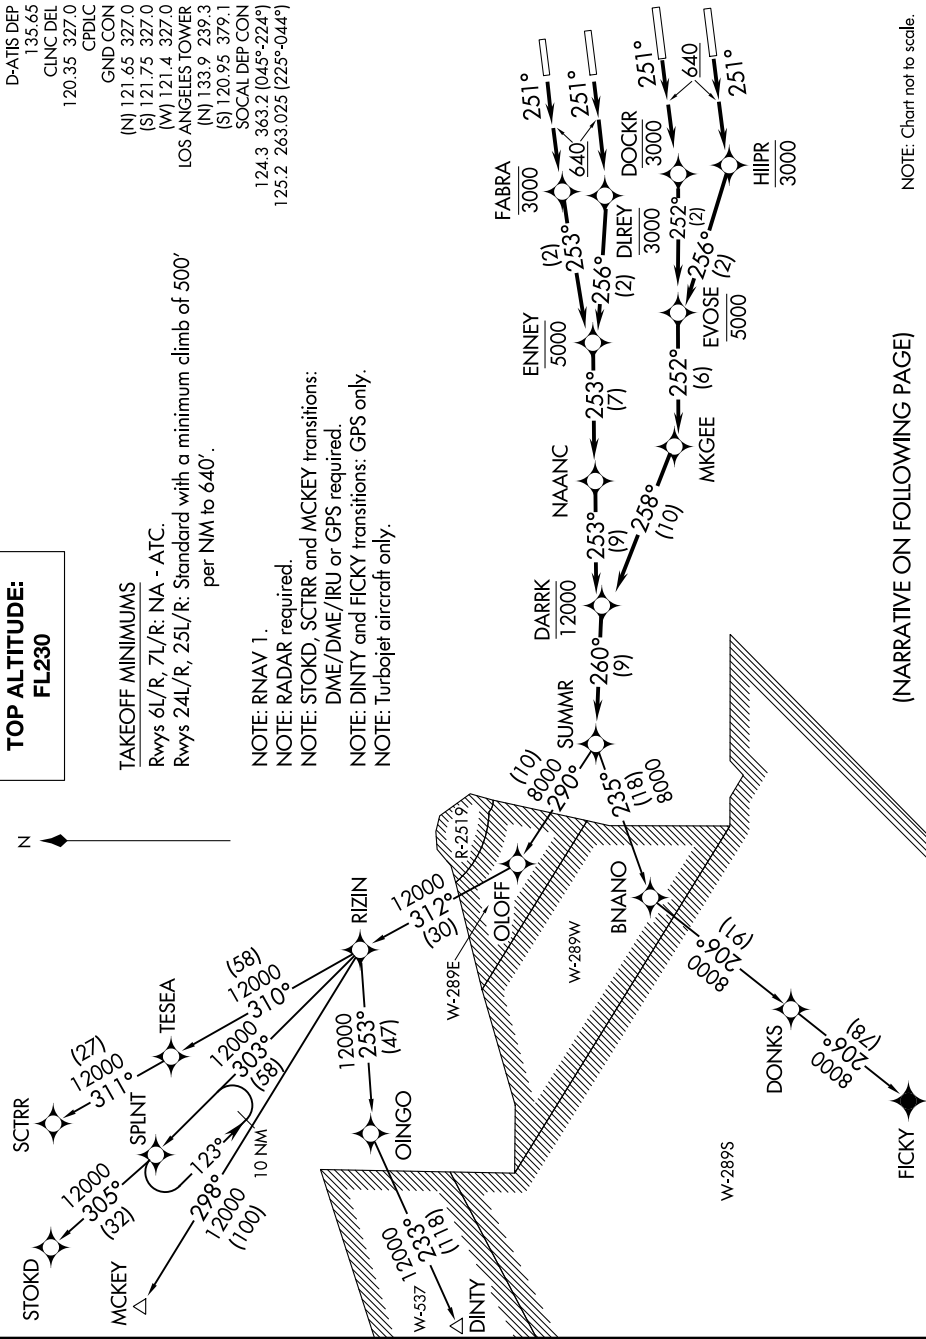 D-ATIS DEP
135.65
CLNC DEL
120.35 327.0
CPDLC
GND CON
(N) 121.65 327.0
(S) 121.75 327.0
(W) 121.4 327.0
LOS ANGELES TOWER
(N) 133.9 239.3
(S) 120.95 379.1
SOCAL DEP CON
124.3 363.2 (045°-224°)
125.2 263.025 (225°-044°)
TOP ALTITUDE:
FL230
TAKEOFF MINIMUMS
Rwys 6L/R, 7L/R: NA - ATC.
Rwys 24L/R, 25L/R: Standard with a minimum climb of 500'
per NM to 640'.
NOTE: RNAV 1.
NOTE: RADAR required.
NOTE: STOKD, SCTRR and MCKEY transitions:
DME/DME/IRU or GPS required.
NOTE: DINTY and FICKY transitions: GPS only.
NOTE: Turbojet aircraft only.
N
SCTRR
(27)
12000
311°
TESEA
(58)
12000
310°
STOKD
12000
305°
(32)
SPLNT
12000
303°
(58)
123°
10 NM
MCKEY
298°
12000
(100)
RIZIN
12000
312°
(30)
12000
253°
(47)
OINGO
12000
233°
(118)
W-537
DINTY
R-2519
W-289E
OLOFF
(10)
8000
290°
W-289W
SUMMR
235°
(18)
8000
BNANO
(91)
206°
8000
DONKS
(78)
206°
8000
FICKY
W-289S
260°
(9)
DARRK
12000
253°
(9)
NAANC
253°
(7)
ENNEY
5000
(2)
253°
256°
(2)
FABRA
3000
DLREY
3000
251°
251°
640
258°
(10)
MKGEE
252°
(6)
EVOSE
5000
252°
(2)
256°
(2)
DOCKR
3000
HIIPR
3000
251°
251°
640
(NARRATIVE ON FOLLOWING PAGE)
NOTE: Chart not to scale.